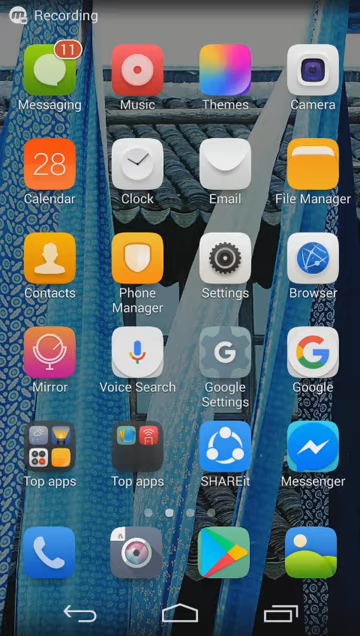 Recording
11
Messaging
Music
Themes
Camera
28
Calendar
Clock
Email
File Manager
Contacts
Phone
Manager
Settings
Browser
Mirror
Voice Search
Google
Settings
Google
Top apps
Top apps
SHAREit
Messenger